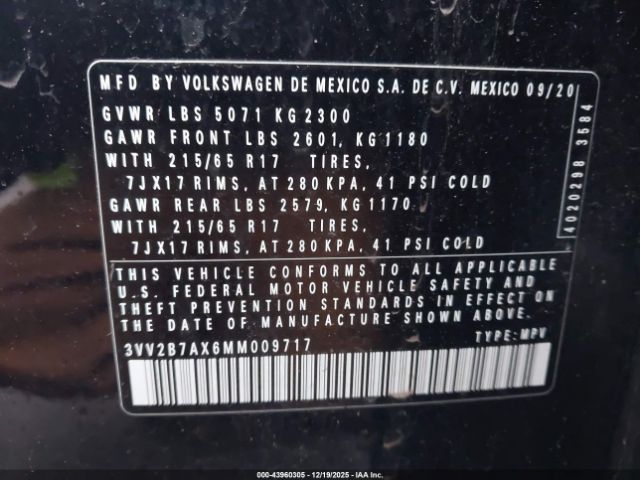 MFD BY VOLKSWAGEN DE MEXICO S.A. DE C.V. MEXICO 09/20
GVWR LBS 5071 KG 2300
GAWR FRONT LBS 2601, KG 1180
WITH 215/65 R17 TIRES,
7JX17 RIMS, AT 280 KPA, 41 PSI COLD
GAWR REAR LBS 2579, KG 1170
WITH 215/65 R17 TIRES,
7JX17 RIMS, AT 280 KPA, 41 PSI COLD
4020298 3584
THIS VEHICLE CONFORMS TO ALL APPLICABLE
U.S. FEDERAL MOTOR VEHICLE SAFETY AND
THEFT PREVENTION STANDARDS IN EFFECT ON
THE DATE OF MANUFACTURE SHOWN ABOVE.
3VV2B7AX6MM009717 TYPE: MPV
000-43960305 - 12/19/2025 - IAA Inc.